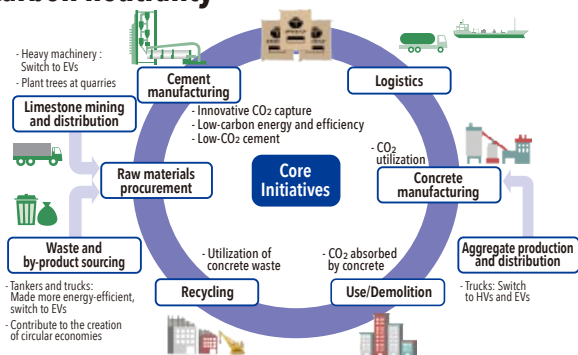 carbon neutrality
- Heavy machinery :
Switch to EVs
- Plant trees at quarries
Limestone mining
and distribution
Cement
manufacturing
- Innovative CO2 capture
- Low-carbon energy and efficiency
- Low-CO2 cement
Logistics
Raw materials
procurement
Core
Initiatives
- CO2
utilization
Concrete
manufacturing
Waste and
by-product sourcing
- Tankers and trucks:
Made more energy-efficient,
switch to EVs
- Contribute to the creation
of circular economies
- Utilization of
concrete waste
Recycling
- CO2 absorbed
by concrete
Use/Demolition
Aggregate production
and distribution
- Trucks: Switch
to HVs and EVs